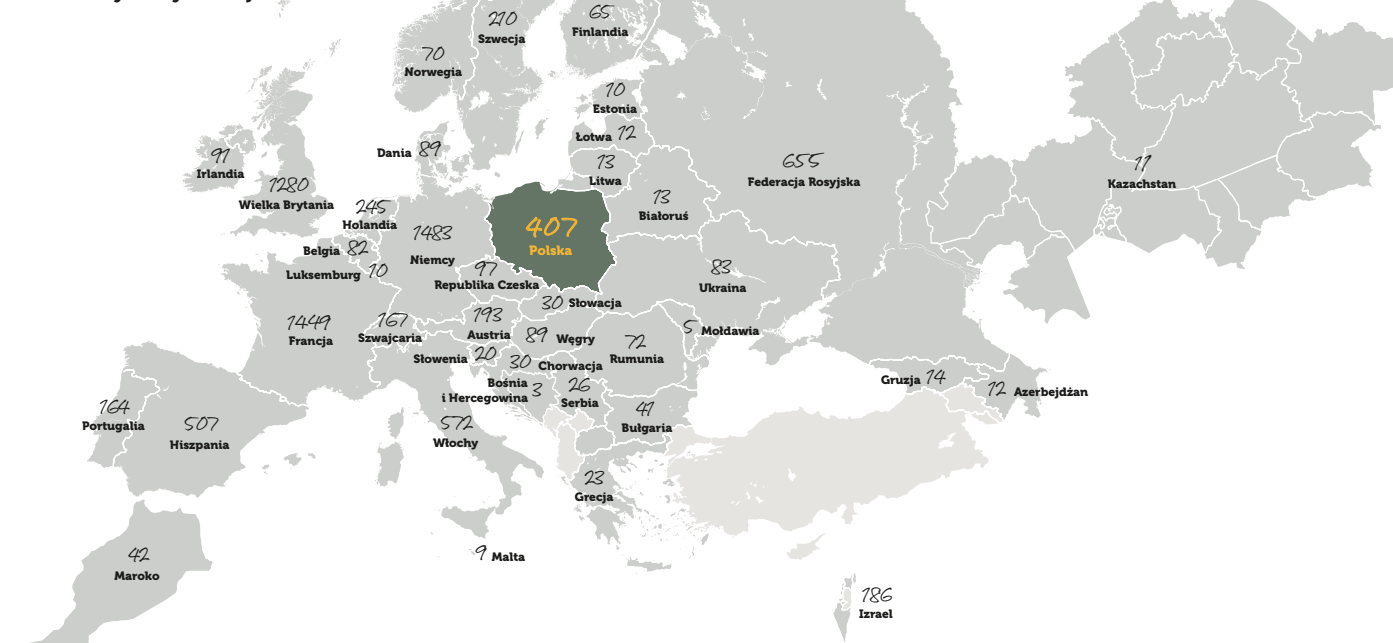 210
Szwecja
65
Finlandia
70
Norwegia
10
Estonia
Łotwa 12
Dania 89
13
Litwa
91
Irlandia
1280
Wielka Brytania
655
Federacja Rosyjska
11
Kazachstan
13
Białoruś
245
Holandia
407
Polska
1483
Niemcy
Belgia 82
Luksemburg 10
97
Republika Czeska
83
Ukraina
30 Słowacja
193
Austria
167
Szwajcaria
1449
Francja
89 Węgry
72
Rumunia
5 Mołdawia
Słowenia 20
30 Chorwacja
Bośnia
i Hercegowina 3
26
Serbia
Gruzja 14
12 Azerbejdżan
164
Portugalia
507
Hiszpania
572
Włochy
41
Bułgaria
23
Grecja
9 Malta
42
Maroko
186
Izrael